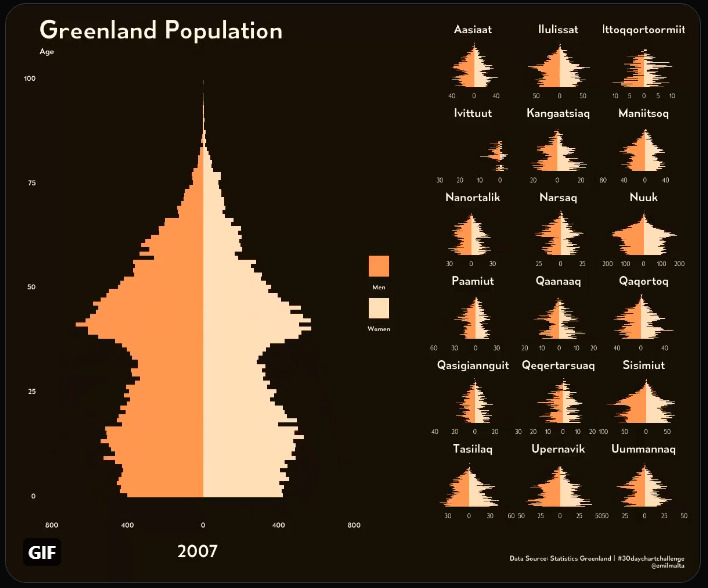 Greenland Population
Age
100
75
50
25
0
800 400 0 400 800
2007
GIF
Men
Women
Aasiaat Ilulissat Ittoqqortoormiit
40 0 40 50 0 50 10 5 0 5 10
Ivittuut Kangaatsiaq Maniitsoq
30 20 10 0 20 0 20 80 40 0 40
Nanortalik Narsaq Nuuk
30 0 30 25 0 25 200 100 0 100 200
Paamiut Qaanaaq Qaqortoq
60 30 0 30 20 10 0 10 20 40 0 40
Qasigiannguit Qeqertarsuaq Sisimiut
40 20 0 20 30 20 10 0 10 20 100 50 0 50
Tasiilaq Upernavik Uummannaq
30 0 30 60 50 25 0 25 50 50 25 0 25 50
Data Source: Statistics Greenland | #30daychartchallenge
@emilmalta